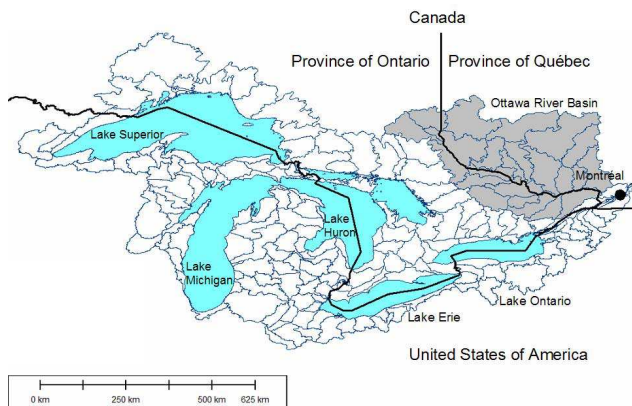 Canada
Province of Ontario
Province of Québec
Ottawa River Basin
Lake Superior
Montréal
Lake
Huron
Lake
Michigan
Lake Ontario
Lake Erie
United States of America
0 km
250 km
500 km
625 km